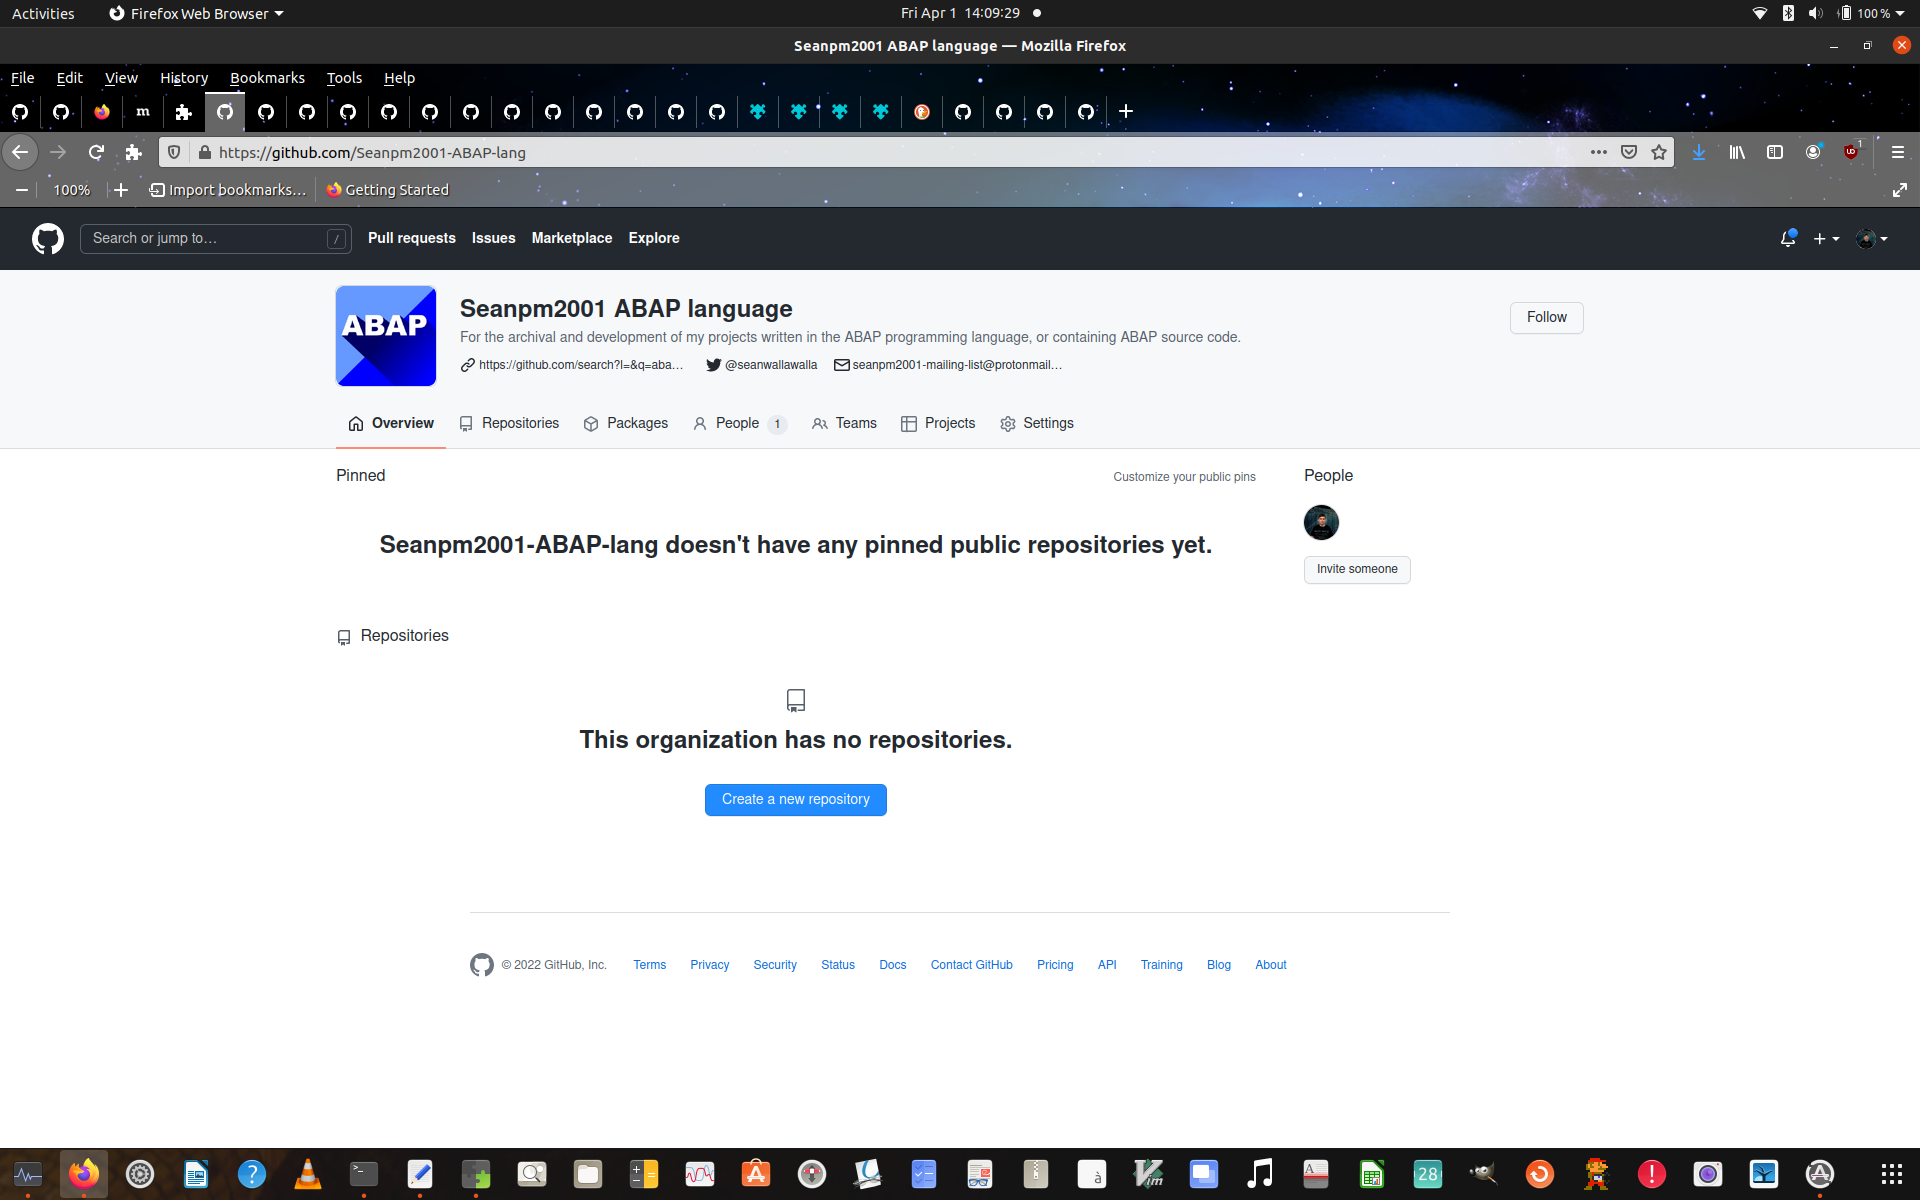 Activities Firefox Web Browser Fri Apr 1 14:09:29 100 %
Seanpm2001 ABAP language — Mozilla Firefox
File Edit View History Bookmarks Tools Help
https://github.com/Seanpm2001-ABAP-lang 1
100% Import bookmarks... Getting Started
Search or jump to... / Pull requests Issues Marketplace Explore
ABAP
Seanpm2001 ABAP language
Follow
For the archival and development of my projects written in the ABAP programming language, or containing ABAP source code.
https://github.com/search?l=&q=aba... @seanwallawalla seanpm2001-mailing-list@protonmail...
Overview Repositories Packages People 1 Teams Projects Settings
Pinned Customize your public pins People
Seanpm2001-ABAP-lang doesn't have any pinned public repositories yet.
Invite someone
Repositories
This organization has no repositories.
Create a new repository
© 2022 GitHub, Inc. Terms Privacy Security Status Docs Contact GitHub Pricing API Training Blog About
28